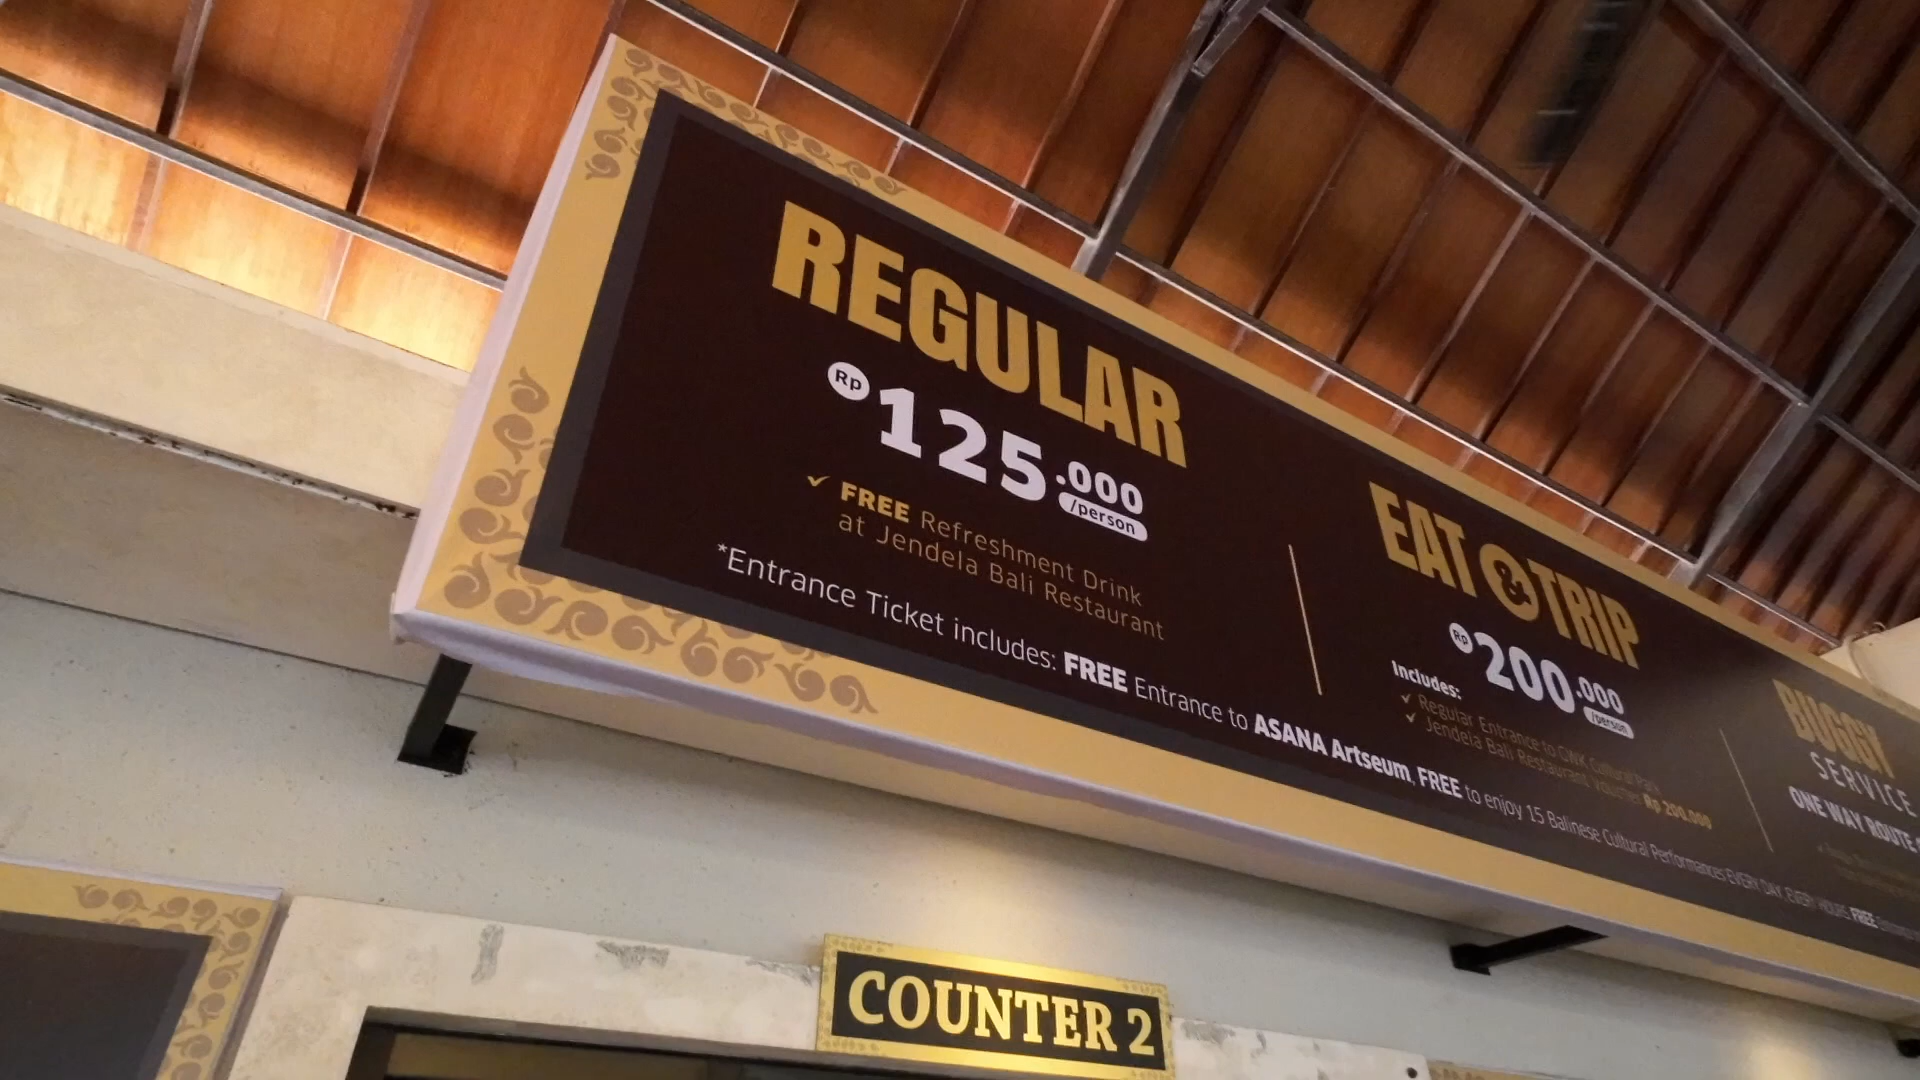 REGULAR
Rp 125.000
/person
✓ FREE Refreshment Drink
at Jendela Bali Restaurant
EAT & TRIP
Rp 200.000
/person
Includes:
✓ Regular Entrance to GWK Cultural Park
✓ Jendela Bali Restaurant Voucher Rp 200.000
BUGGY
SERVICE
ONE WAY ROUTE
*Entrance Ticket includes: FREE Entrance to ASANA Artseum, FREE to enjoy 15 Balinese Cultural Performances EVERY DAY, EVERY HOURS FREE
COUNTER 2